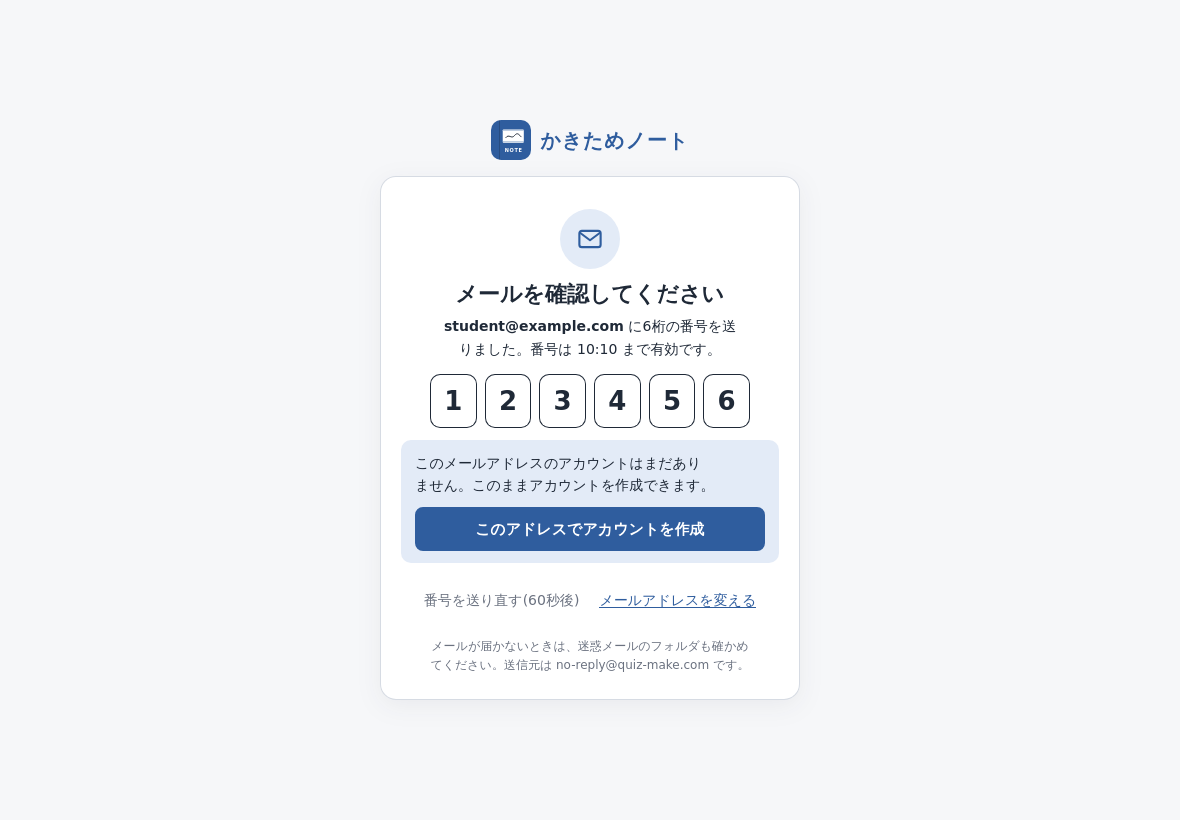 NOTE
かきためノート
メールを確認してください
student@example.com に6桁の番号を送
りました。番号は 10:10 まで有効です。
1 2 3 4 5 6
このメールアドレスのアカウントはまだあり
ません。このままアカウントを作成できます。
このアドレスでアカウントを作成
番号を送り直す(60秒後) メールアドレスを変える
メールが届かないときは、迷惑メールのフォルダも確かめ
てください。送信元は no-reply@quiz-make.com です。